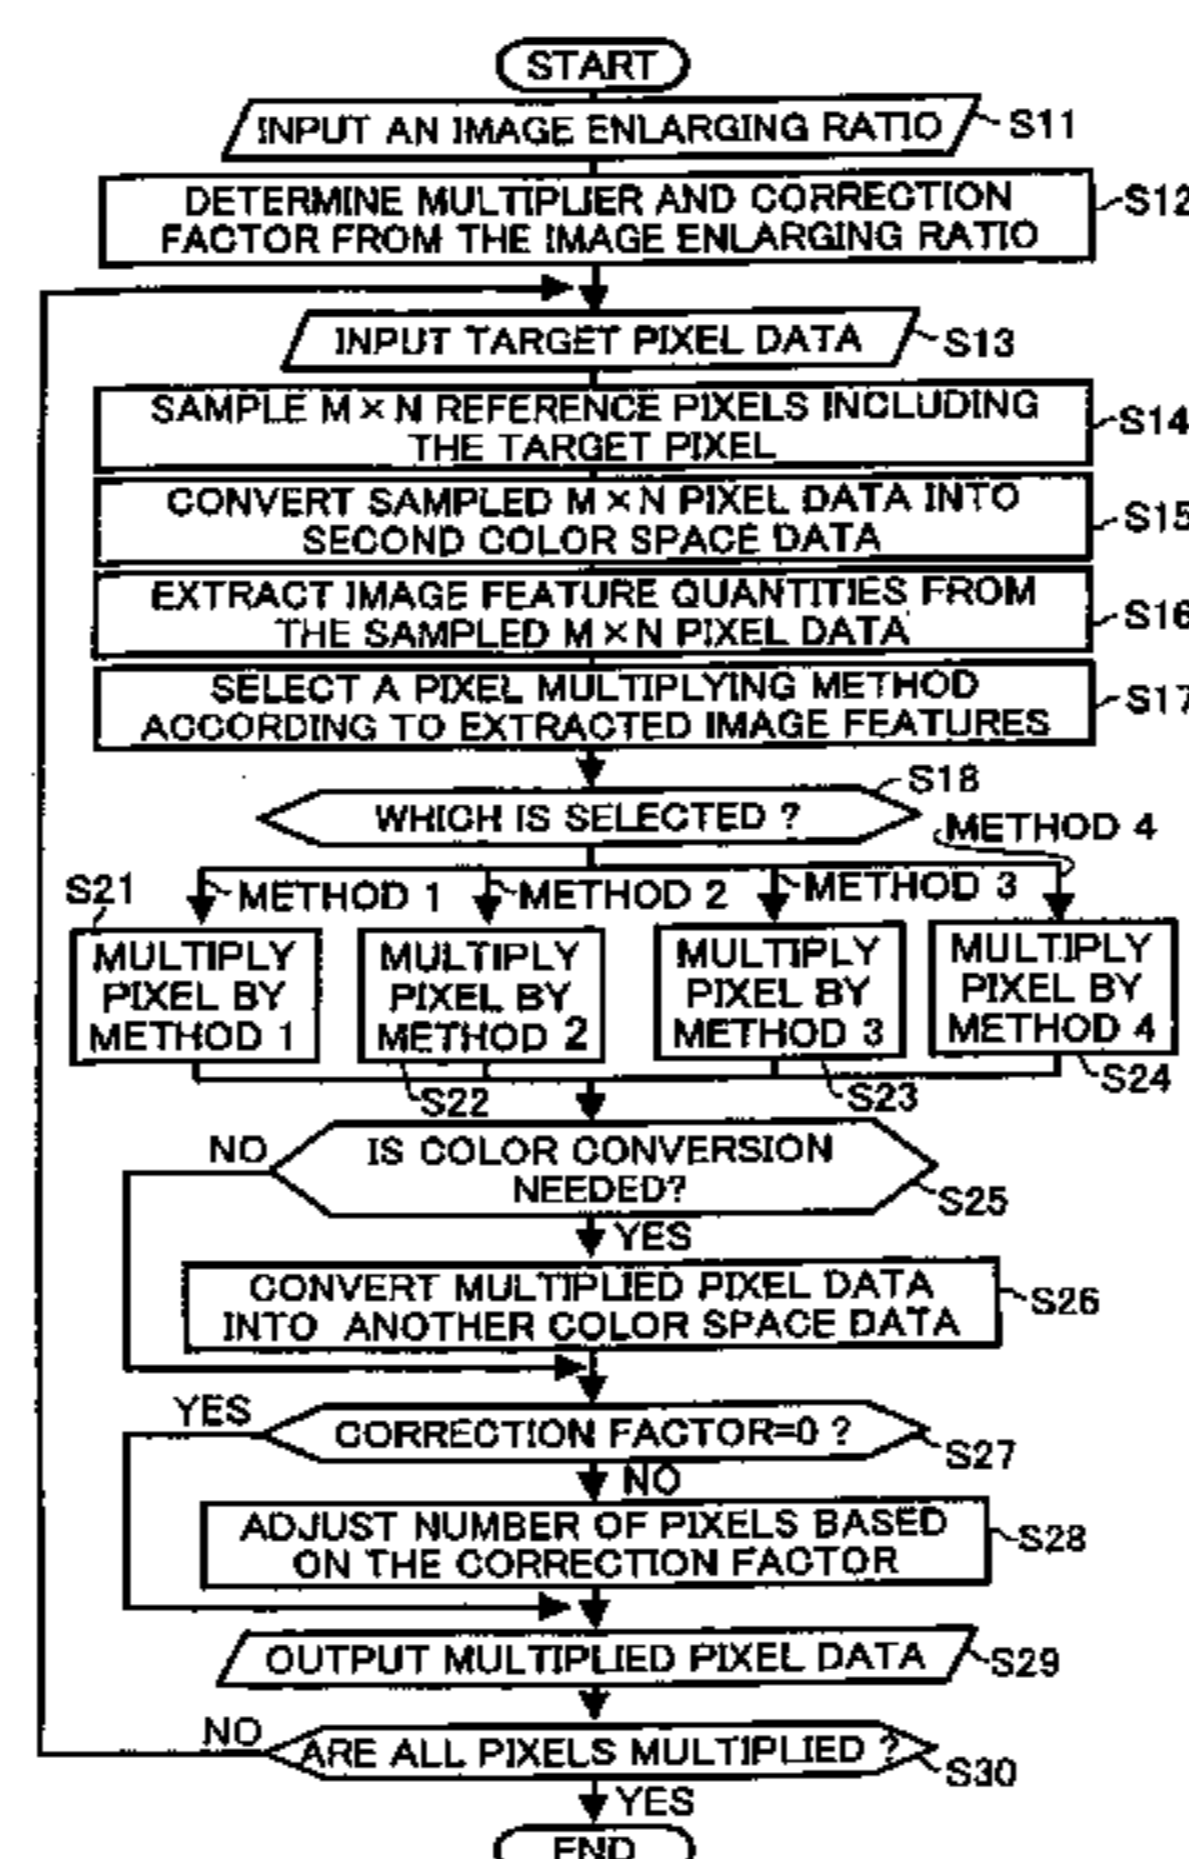 START
INPUT AN IMAGE ENLARGING RATIO
S11
DETERMINE MULTIPLIER AND CORRECTION
FACTOR FROM THE IMAGE ENLARGING RATIO
S12
INPUT TARGET PIXEL DATA
S13
SAMPLE M × N REFERENCE PIXELS INCLUDING
THE TARGET PIXEL
S14
CONVERT SAMPLED M × N PIXEL DATA INTO
SECOND COLOR SPACE DATA
S15
EXTRACT IMAGE FEATURE QUANTITIES FROM
THE SAMPLED M × N PIXEL DATA
S16
SELECT A PIXEL MULTIPLYING METHOD
ACCORDING TO EXTRACTED IMAGE FEATURES
S17
WHICH IS SELECTED ?
S18
METHOD 1
METHOD 2
METHOD 3
METHOD 4
S21
MULTIPLY
PIXEL BY
METHOD 1
MULTIPLY
PIXEL BY
METHOD 2
S22
MULTIPLY
PIXEL BY
METHOD 3
S23
MULTIPLY
PIXEL BY
METHOD 4
S24
NO
IS COLOR CONVERSION
NEEDED?
S25
YES
CONVERT MULTIPLIED PIXEL DATA
INTO ANOTHER COLOR SPACE DATA
S26
YES
CORRECTION FACTOR=0 ?
S27
NO
ADJUST NUMBER OF PIXELS BASED
ON THE CORRECTION FACTOR
S28
OUTPUT MULTIPLIED PIXEL DATA
S29
NO
ARE ALL PIXELS MULTIPLIED ?
S30
YES
END